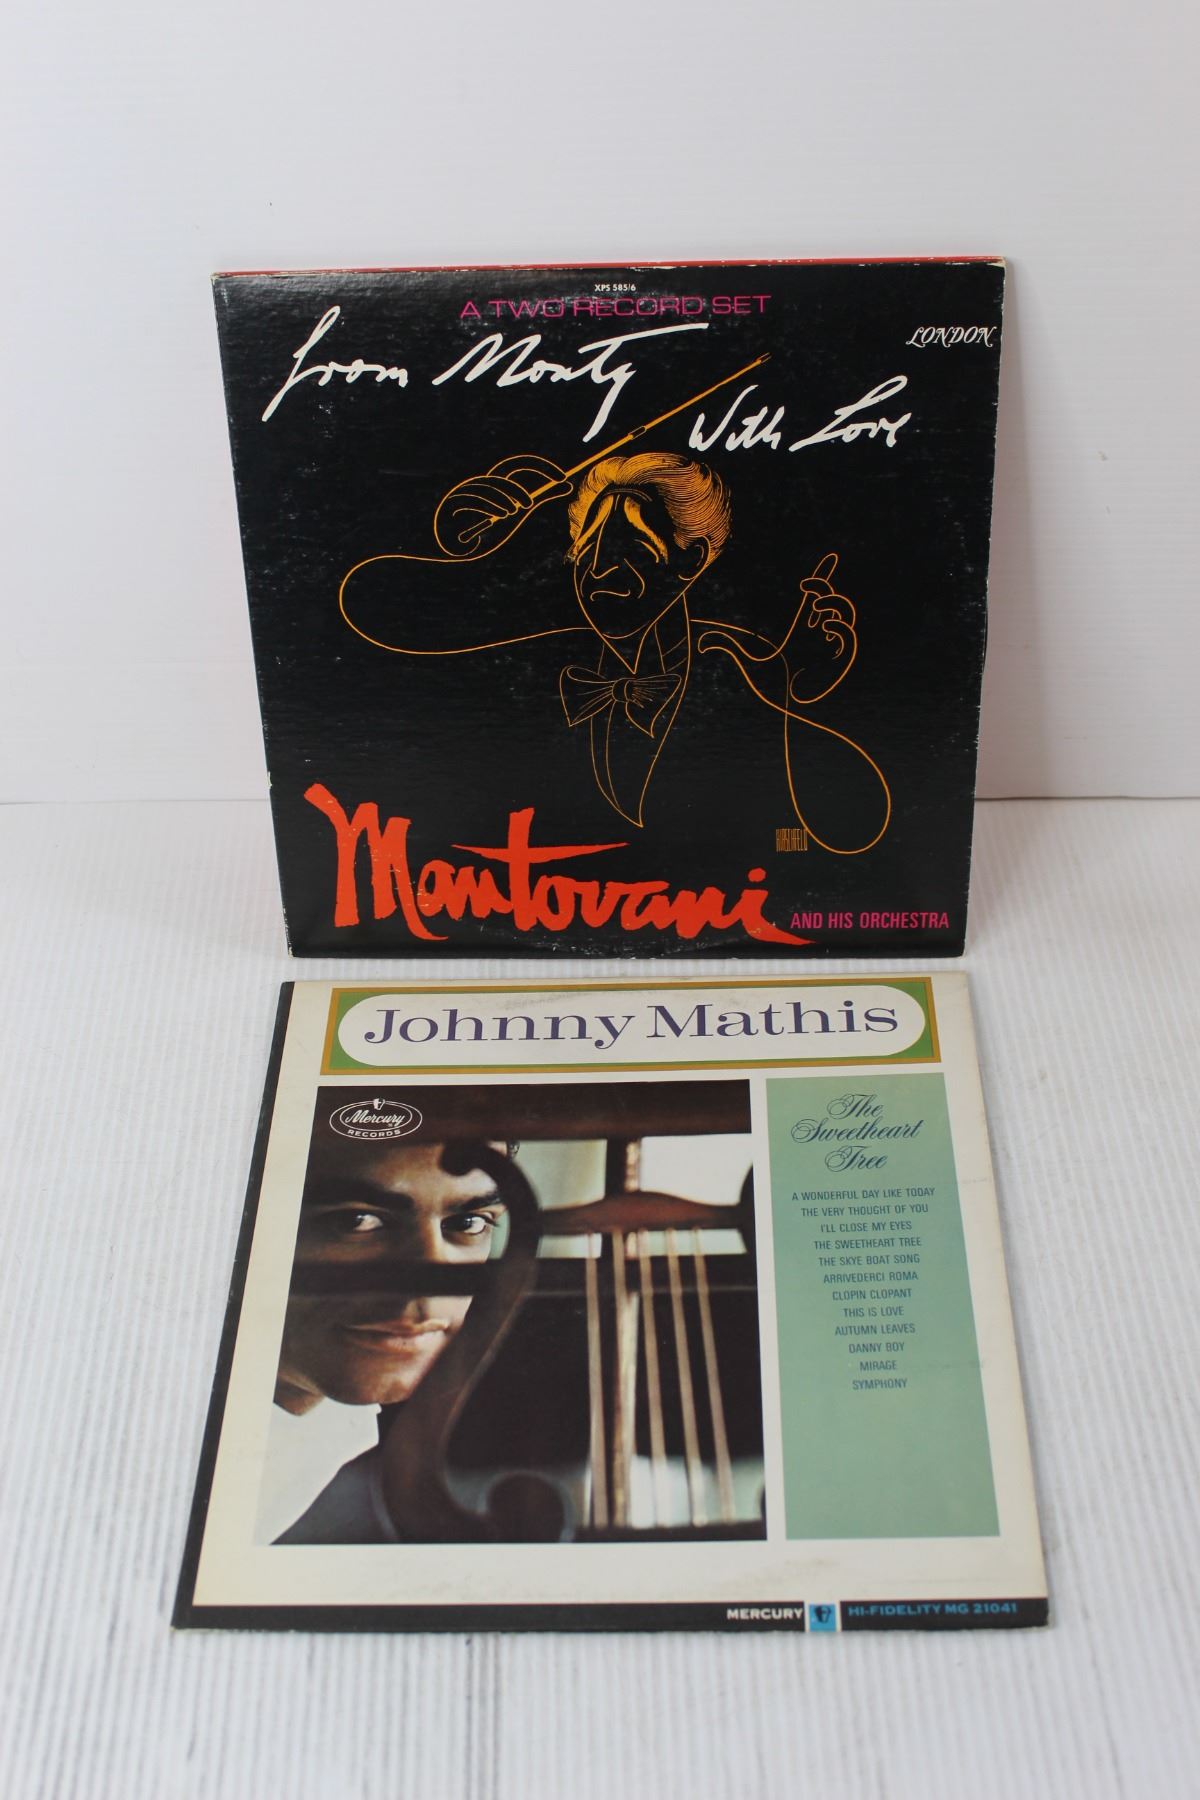 XPS 585/6
A TWO RECORD SET
LONDON
From Monty
With Love
HIRSCHFELD
Mantovani
AND HIS ORCHESTRA
Johnny Mathis
Mercury
RECORDS
The
Sweetheart
Tree
A WONDERFUL DAY LIKE TODAY
THE VERY THOUGHT OF YOU
I'LL CLOSE MY EYES
THE SWEETHEART TREE
THE SKYE BOAT SONG
ARRIVEDERCI ROMA
CLOPIN CLOPANT
THIS IS LOVE
AUTUMN LEAVES
DANNY BOY
MIRAGE
SYMPHONY
MERCURY HI-FIDELITY MG 21041